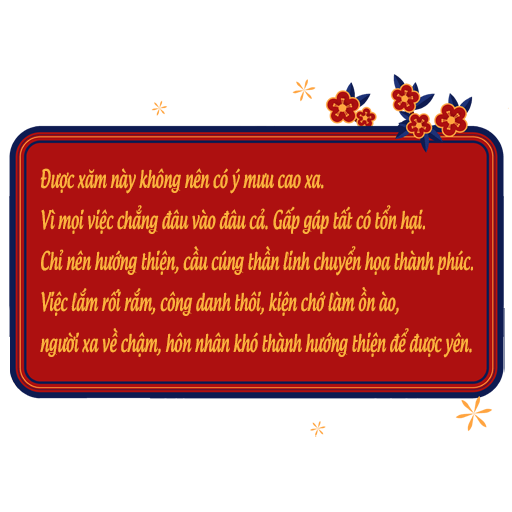 Được xăm này không nên có ý mưu cao xa.
Vì mọi việc chẳng đâu vào đâu cả. Gấp gáp tất có tổn hại.
Chỉ nên hướng thiện, cầu cúng thần linh chuyển họa thành phúc.
Việc lắm rối rắm, công danh thôi, kiện chớ làm ồn ào,
người xa về chậm, hôn nhân khó thành hướng thiện để được yên.